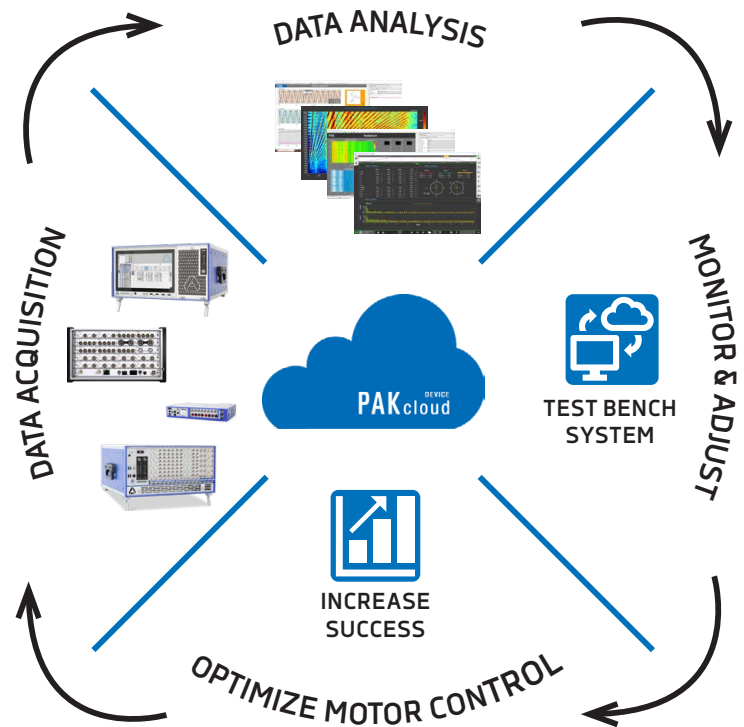 DATA ANALYSIS
DATA ACQUISITION
MONITOR & ADJUST
DEVICE
PAKcloud
TEST BENCH
SYSTEM
INCREASE
SUCCESS
OPTIMIZE MOTOR CONTROL